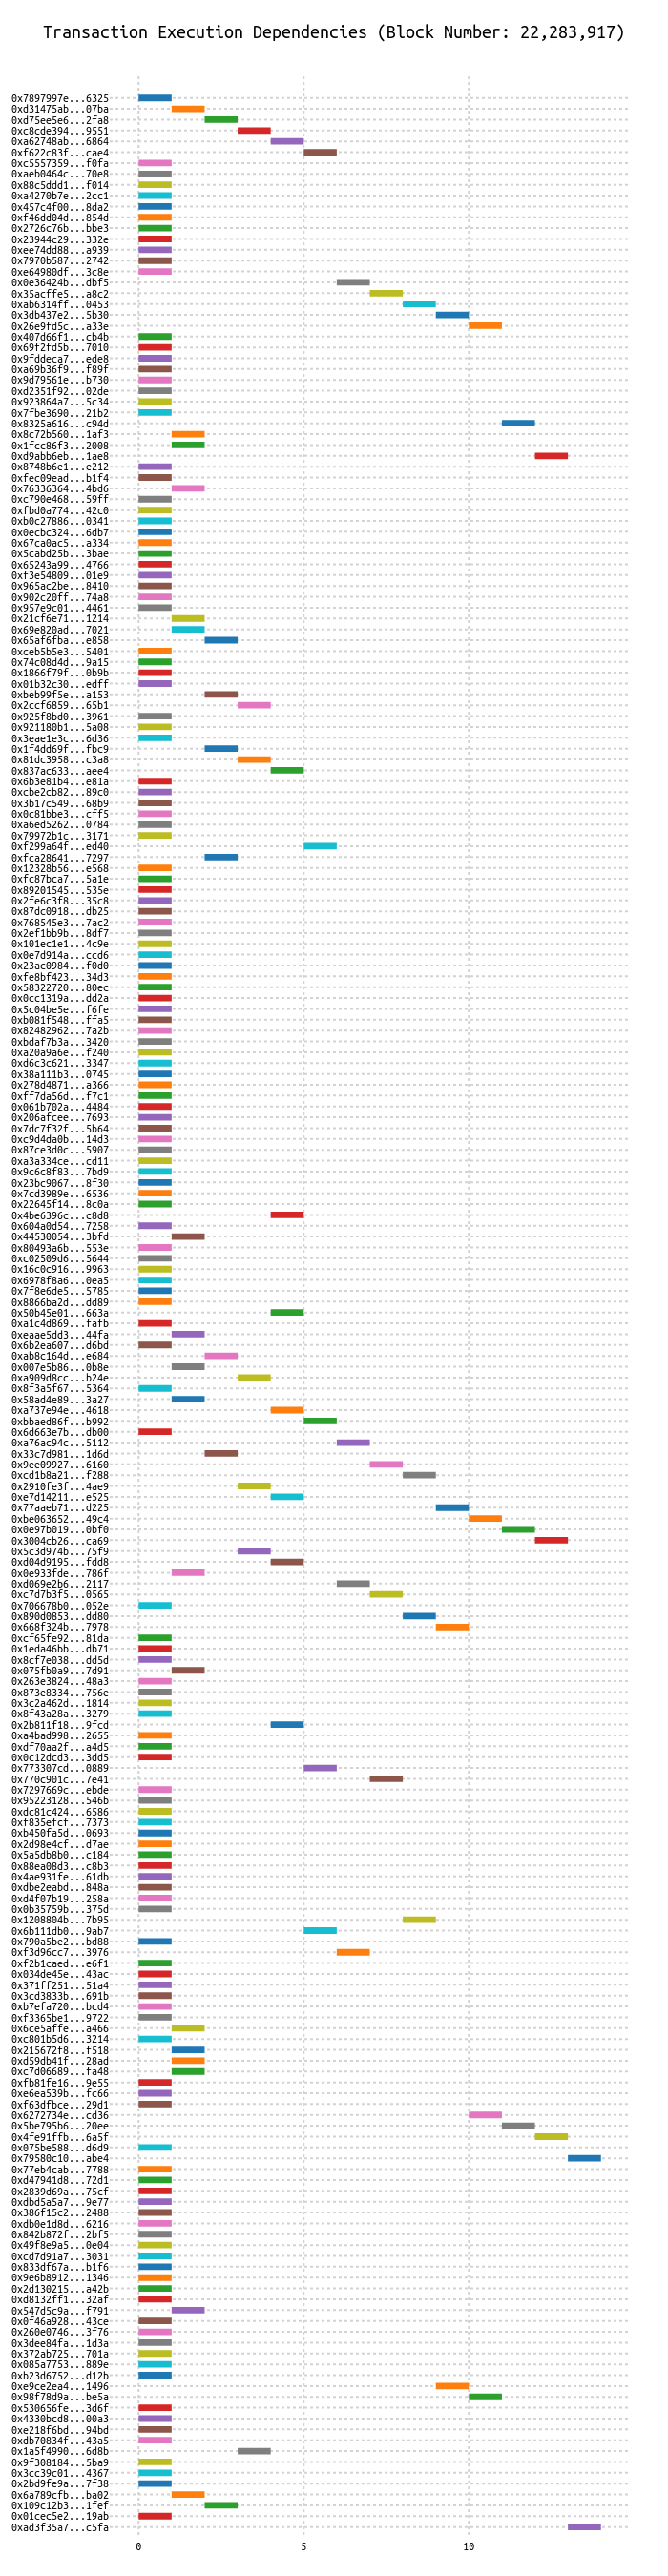 Transaction Execution Dependencies (Block Number: 22,283,917)
0x7897997e...6325
0xd31475ab...07ba
0xd75ee5e6...2fa8
0xc8cde394...9551
0xa62748ab...6864
0xf622c83f...cae4
0xc5557359...f0fa
0xaeb0464c...70e8
0x88c5ddd1...f014
0xa4270b7e...2cc1
0x457c4f00...8da2
0xf46dd04d...854d
0x2726c76b...bbe3
0x23944c29...332e
0xee74dd88...a939
0x7970b587...2742
0xe64980df...3c8e
0x0e36424b...dbf5
0x35acffe5...a8c2
0xab6314ff...0453
0x3db437e2...5b30
0x26e9fd5c...a33e
0x407d66f1...cb4b
0x69f2fd5b...7010
0x9fddeca7...ede8
0xa69b36f9...f89f
0x9d79561e...b730
0xd2351f92...02de
0x923864a7...5c34
0x7fbe3690...21b2
0x8325a616...c94d
0x8c72b560...1af3
0x1fcc86f3...2008
0xd9abb6eb...1ae8
0x8748b6e1...e212
0xfec09ead...b1f4
0x76336364...4bd6
0xc790e468...59ff
0xfbd0a774...42c0
0xb0c27886...0341
0x0ecbc324...6db7
0x67ca0ac5...a334
0x5cabd25b...3bae
0x65243a99...4766
0xf3e54809...01e9
0x965ac2be...8410
0x902c20ff...74a8
0x957e9c01...4461
0x21cf6e71...1214
0x69e820ad...7021
0x65af6fba...e858
0xceb5b5e3...5401
0x74c08d4d...9a15
0x1866f79f...0b9b
0x01b32c30...edff
0xbeb99f5e...a153
0x2ccf6859...65b1
0x925f8bd0...3961
0x921180b1...5a08
0x3eae1e3c...6d36
0x1f4dd69f...fbc9
0x81dc3958...c3a8
0x837ac633...aee4
0x6b3e81b4...e81a
0xcbe2cb82...89c0
0x3b17c549...68b9
0x0c81bbe3...cff5
0xa6ed5262...0784
0x79972b1c...3171
0xf299a64f...ed40
0xfca28641...7297
0x12328b56...e568
0xfc87bca7...5a1e
0x89201545...535e
0x2fe6c3f8...35c8
0x87dc0918...db25
0x768545e3...7ac2
0x2ef1bb9b...8df7
0x101ec1e1...4c9e
0x0e7d914a...ccd6
0x23ac0984...f0d0
0xfe8bf423...34d3
0x58322720...80ec
0x0cc1319a...dd2a
0x5c04be5e...f6fe
0xb081f548...ffa5
0x82482962...7a2b
0xbdaf7b3a...3420
0xa20a9a6e...f240
0xd6c3c621...3347
0x38a111b3...0745
0x278d4871...a366
0xff7da56d...f7c1
0x061b702a...4484
0x206afcee...7693
0x7dc7f32f...5b64
0xc9d4da0b...14d3
0x87ce3d0c...5907
0xa3a334ce...cd11
0x9c6c8f83...7bd9
0x23bc9067...8f30
0x7cd3989e...6536
0x22645f14...8c0a
0x4be6396c...c8d8
0x604a0d54...7258
0x44530054...3bfd
0x80493a6b...553e
0xc02509d6...5644
0x16c0c916...9963
0x6978f8a6...0ea5
0x7f8e6de5...5785
0x8866ba2d...dd89
0x50b45e01...663a
0xa1c4d869...fafb
0xeaae5dd3...44fa
0x6b2ea607...d6bd
0xab8c164d...e684
0x007e5b86...0b8e
0xa909d8cc...b24e
0x8f3a5f67...5364
0x58ad4e89...3a27
0xa737e94e...4618
0xbbaed86f...b992
0x6d663e7b...db00
0xa76ac94c...5112
0x33c7d981...1d6d
0x9ee09927...6160
0xcd1b8a21...f288
0x2910fe3f...4ae9
0xe7d14211...e525
0x77aaeb71...d225
0xbe063652...49c4
0x0e97b019...0bf0
0x3004cb26...ca69
0x5c3d974b...75f9
0xd04d9195...fdd8
0x0e933fde...786f
0xd069e2b6...2117
0xc7d7b3f5...0565
0x706678b0...052e
0x890d0853...dd80
0x668f324b...7978
0xcf65fe92...81da
0x1eda46bb...db71
0x8cf7e038...dd5d
0x075fb0a9...7d91
0x263e3824...48a3
0x873e8334...756e
0x3c2a462d...1814
0x8f43a28a...3279
0x2b811f18...9fcd
0xa4bad998...2655
0xdf70aa2f...a4d5
0x0c12dcd3...3dd5
0x773307cd...0889
0x770c901c...7e41
0x7297669c...ebde
0x95223128...546b
0xdc81c424...6586
0xf835efcf...7373
0xb450fa5d...0693
0x2d98e4cf...d7ae
0x5a5db8b0...c184
0x88ea08d3...c8b3
0x4ae931fe...61db
0xdbe2eabd...848a
0xd4f07b19...258a
0x0b35759b...375d
0x1208804b...7b95
0x6b111db0...9ab7
0x790a5be2...bd88
0xf3d96cc7...3976
0xf2b1caed...e6f1
0x034de45e...43ac
0x371ff251...51a4
0x3cd3833b...691b
0xb7efa720...bcd4
0xf3365be1...9722
0x6ce5affe...a466
0xc801b5d6...3214
0x215672f8...f518
0xd59db41f...28ad
0xc7d06689...fa48
0xfb81fe16...9e55
0xe6ea539b...fc66
0xf63dfbce...29d1
0x6272734e...cd36
0x5be795b6...20ee
0x4fe91ffb...6a5f
0x075be588...d6d9
0x79580c10...abe4
0x77eb4cab...7788
0xd47941d8...72d1
0x2839d69a...75cf
0xdbd5a5a7...9e77
0x386f15c2...2488
0xdb0e1d8d...6216
0x842b872f...2bf5
0x49f8e9a5...0e04
0xcd7d91a7...3031
0x833df67a...b1f6
0x9e6b8912...1346
0x2d130215...a42b
0xd8132ff1...32af
0x547d5c9a...f791
0x0f46a928...43ce
0x260e0746...3f76
0x3dee84fa...1d3a
0x372ab725...701a
0x085a7753...889e
0xb23d6752...d12b
0xe9ce2ea4...1496
0x98f78d9a...be5a
0x530656fe...3d6f
0x4330bcd8...00a3
0xe218f6bd...94bd
0xdb70834f...43a5
0x1a5f4990...6d8b
0x9f308184...5ba9
0x3cc39c01...4367
0x2bd9fe9a...7f38
0x6a789cfb...ba02
0x109c12b3...1fef
0x01cec5e2...19ab
0xad3f35a7...c5fa
0 5 10